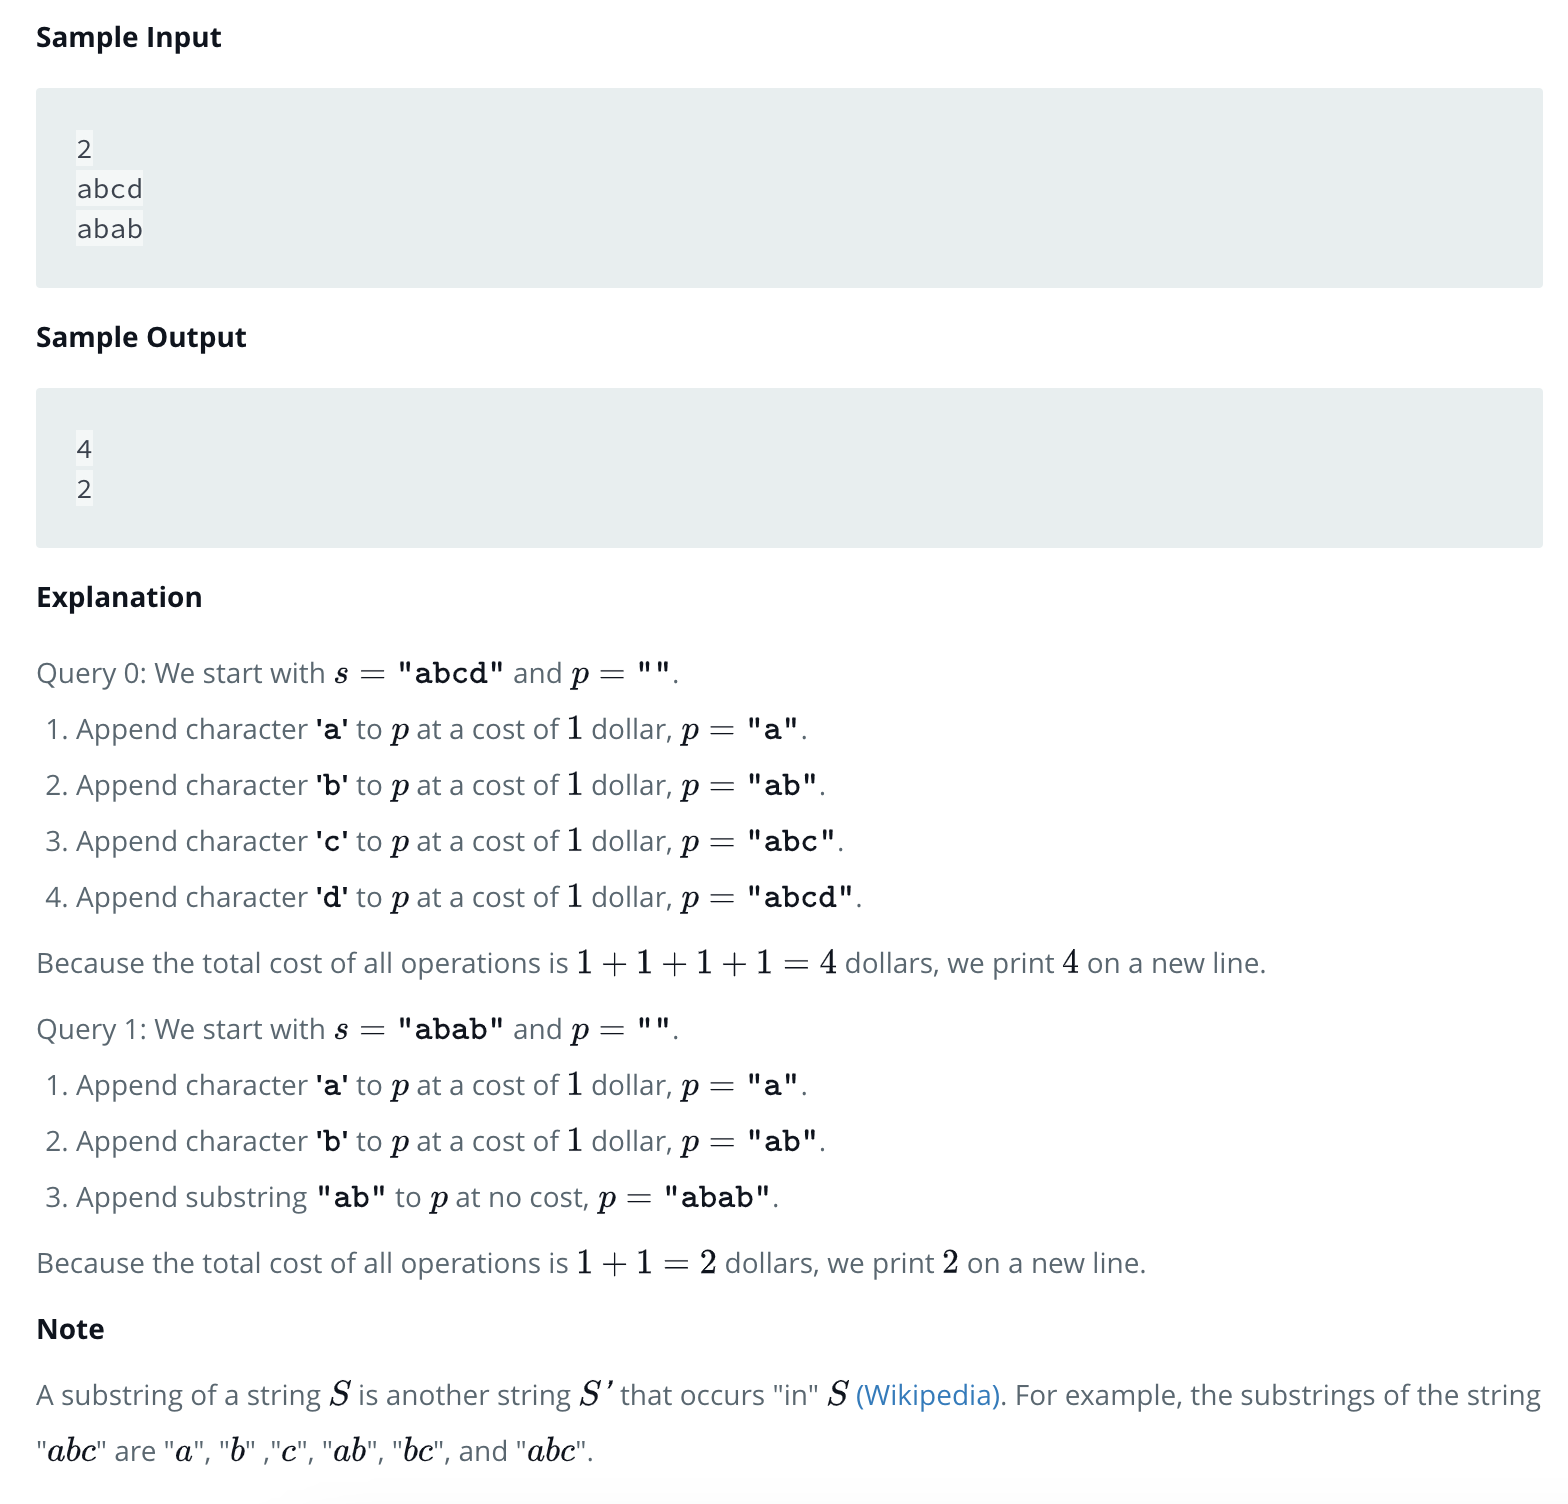 Sample Input
2
abcd
abab
Sample Output
4
2
Explanation
Query 0: We start with s = "abcd" and p = "".
1. Append character 'a' to p at a cost of 1 dollar, p = "a".
2. Append character 'b' to p at a cost of 1 dollar, p = "ab".
3. Append character 'c' to p at a cost of 1 dollar, p = "abc".
4. Append character 'd' to p at a cost of 1 dollar, p = "abcd".
Because the total cost of all operations is 1 + 1 + 1 + 1 = 4 dollars, we print 4 on a new line.
Query 1: We start with s = "abab" and p = "".
1. Append character 'a' to p at a cost of 1 dollar, p = "a".
2. Append character 'b' to p at a cost of 1 dollar, p = "ab".
3. Append substring "ab" to p at no cost, p = "abab".
Because the total cost of all operations is 1 + 1 = 2 dollars, we print 2 on a new line.
Note
A substring of a string S is another string S′ that occurs "in" S (Wikipedia). For example, the substrings of the string
"abc" are "a", "b" ,"c", "ab", "bc", and "abc".